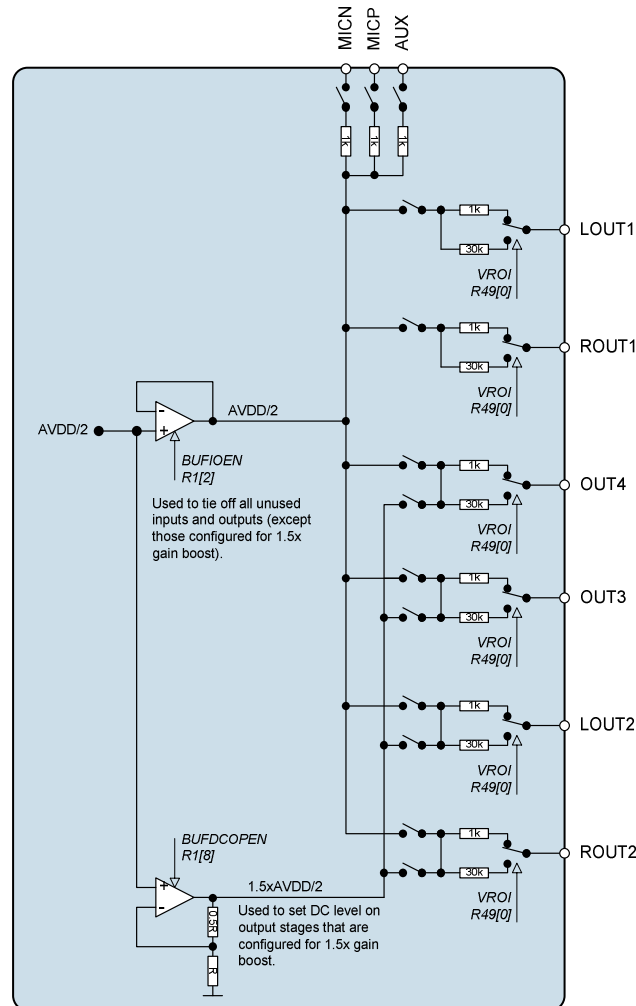 MICN
MICP
AUX
1k
1k
1k
1k
LOUT1
30k
VROI
R49[0]
1k
ROUT1
30k
VROI
R49[0]
AVDD/2
-
+
AVDD/2
BUFIOEN
R1[2]
Used to tie off all unused
inputs and outputs (except
those configured for 1.5x
gain boost).
1k
OUT4
30k
VROI
R49[0]
1k
OUT3
30k
VROI
R49[0]
1k
LOUT2
30k
VROI
R49[0]
1k
ROUT2
30k
VROI
R49[0]
BUFDCOPEN
R1[8]
+
-
1.5xAVDD/2
0.5R
R
Used to set DC level on
output stages that are
configured for 1.5x gain
boost.